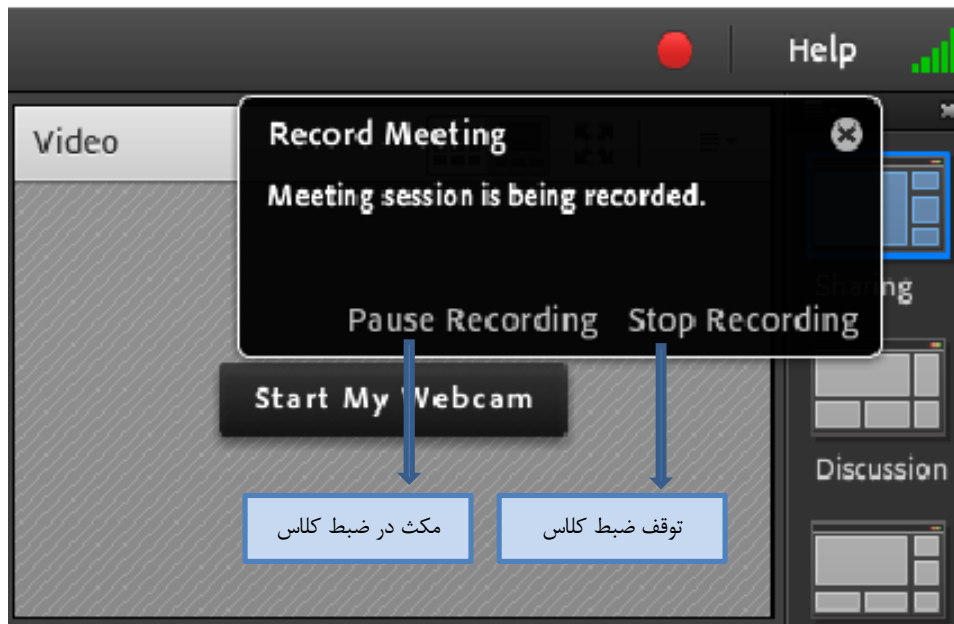 Help
Video
Record Meeting
Meeting session is being recorded.
Pause Recording Stop Recording
Sharing
Start My Webcam
Discussion
مکث در ضبط کلاس
توقف ضبط کلاس